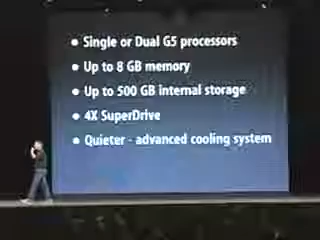 • Single or Dual G5 processors
• Up to 8 GB memory
• Up to 500 GB internal storage
• 4X SuperDrive
• Quieter - advanced cooling system